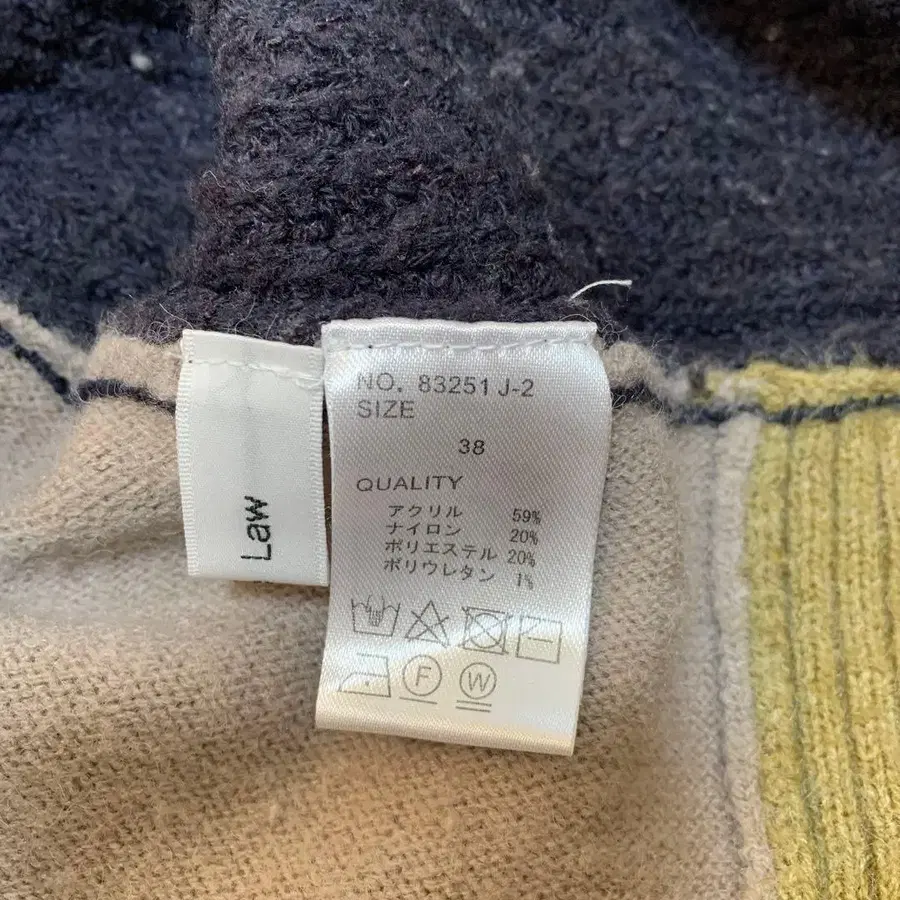 NO. 83251 J-2
SIZE
38
QUALITY
アクリル 59%
ナイロン 20%
ポリエステル 20%
ポリウレタン 1%
F W
Law